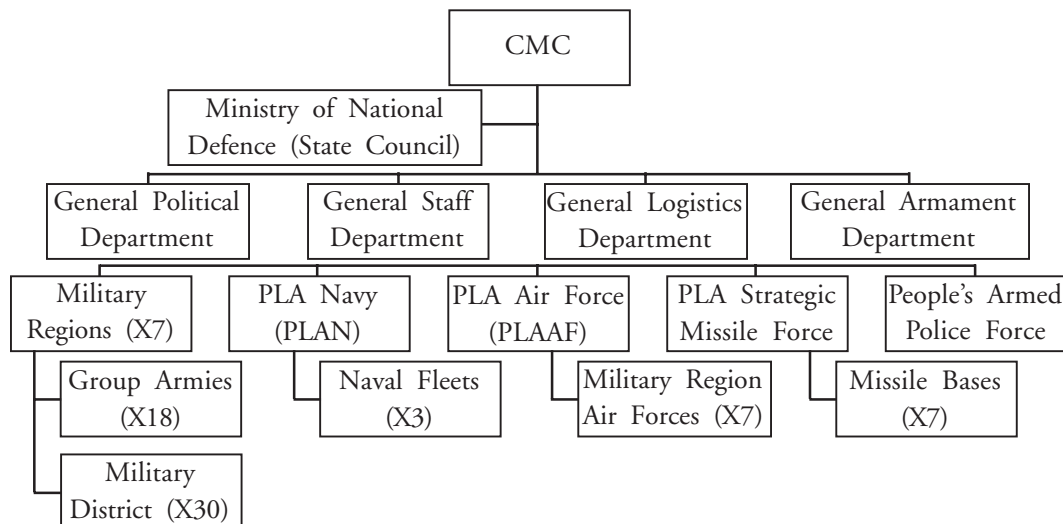 CMC
Ministry of National
Defence (State Council)
General Political
Department
General Staff
Department
General Logistics
Department
General Armament
Department
Military
Regions (X7)
PLA Navy
(PLAN)
PLA Air Force
(PLAAF)
PLA Strategic
Missile Force
People's Armed
Police Force
Group Armies
(X18)
Naval Fleets
(X3)
Military Region
Air Forces (X7)
Missile Bases
(X7)
Military
District (X30)